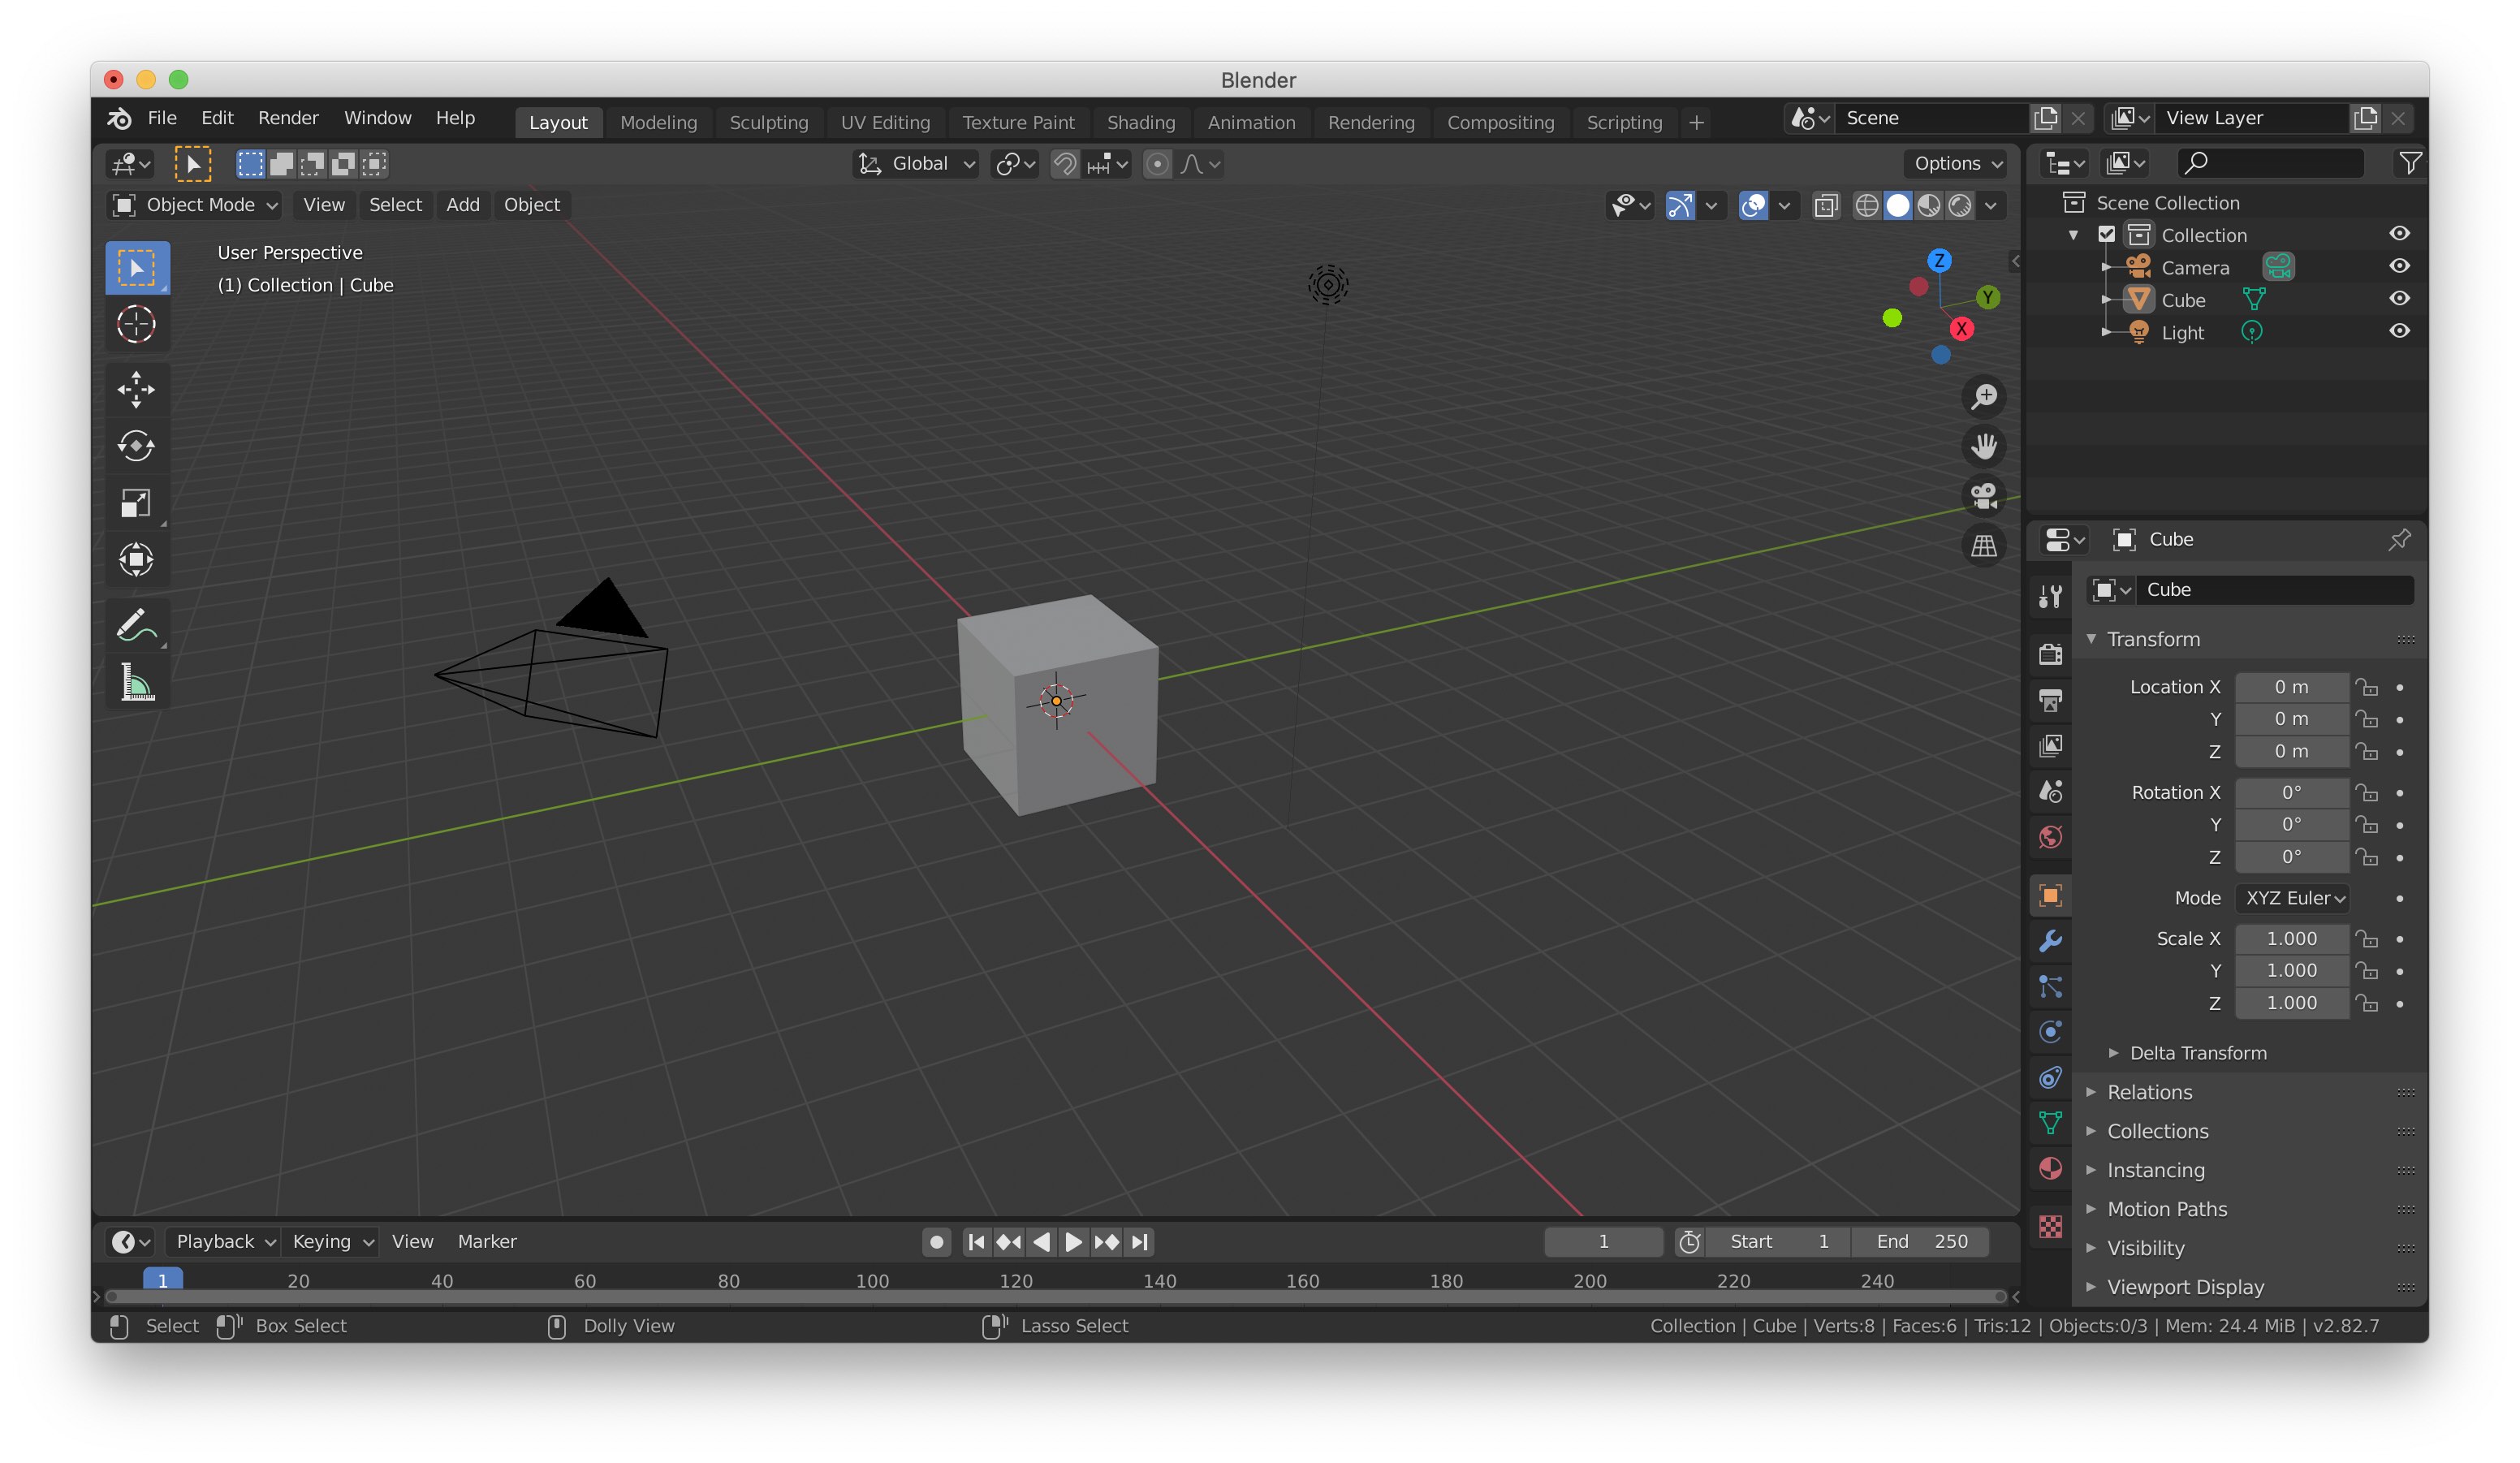 Blender
File Edit Render Window Help Layout Modeling Sculpting UV Editing Texture Paint Shading Animation Rendering Compositing Scripting + Scene View Layer
Global Options
Object Mode View Select Add Object
User Perspective
(1) Collection | Cube
Z
Y
X
Scene Collection
Collection
Camera
Cube
Light
Cube
Cube
Transform
Location X 0 m
Y 0 m
Z 0 m
Rotation X 0°
Y 0°
Z 0°
Mode XYZ Euler
Scale X 1.000
Y 1.000
Z 1.000
Delta Transform
Relations
Collections
Instancing
Motion Paths
Visibility
Viewport Display
Playback Keying View Marker 1 Start 1 End 250
1 20 40 60 80 100 120 140 160 180 200 220 240
Select Box Select Dolly View Lasso Select Collection | Cube | Verts:8 | Faces:6 | Tris:12 | Objects:0/3 | Mem: 24.4 MiB | v2.82.7